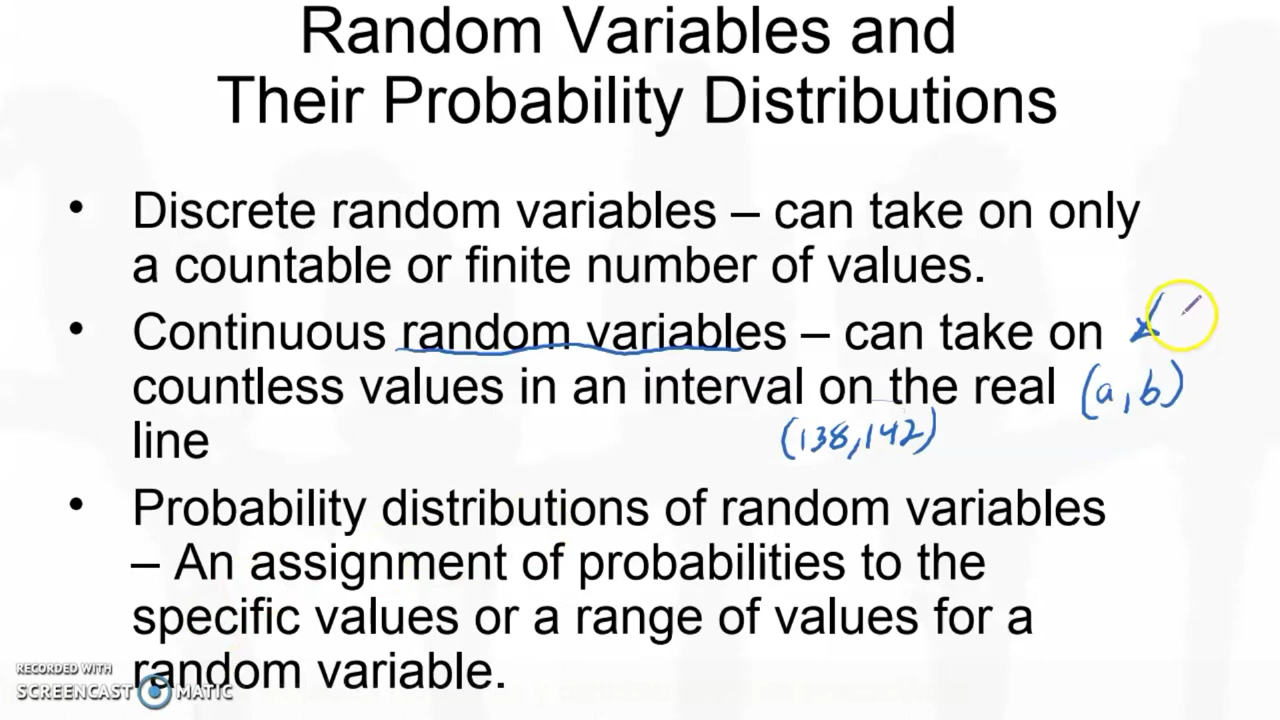 Random Variables and
Their Probability Distributions
• Discrete random variables – can take on only
a countable or finite number of values.
• Continuous random variables – can take on
countless values in an interval on the real (a, b)
line (138, 142)
• Probability distributions of random variables
– An assignment of probabilities to the
specific values or a range of values for a
random variable.
RECORDED WITH
SCREENCAST MATIC